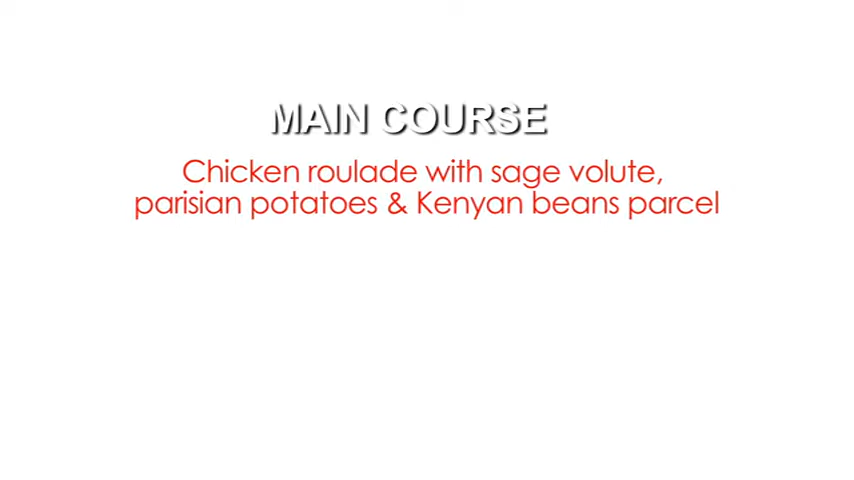 MAIN COURSE
Chicken roulade with sage volute,
parisian potatoes & Kenyan beans parcel